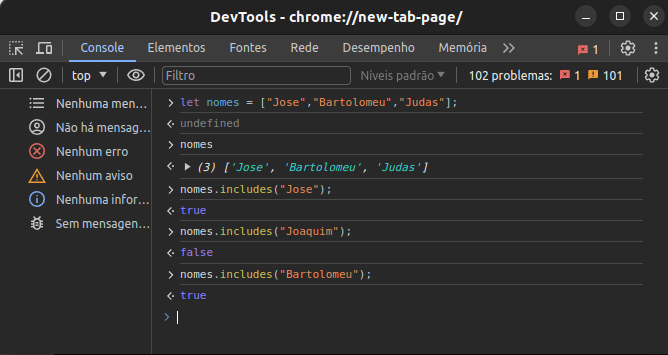 DevTools - chrome://new-tab-page/
Console Elementos Fontes Rede Desempenho Memória 1
top Filtro Níveis padrão 102 problemas: 1 101
Nenhuma men...
Não há mensag...
Nenhum erro
Nenhum aviso
Nenhuma infor...
Sem mensagen...
> let nomes = ["Jose","Bartolomeu","Judas"];
undefined
> nomes
(3) ['Jose', 'Bartolomeu', 'Judas']
> nomes.includes("Jose");
true
> nomes.includes("Joaquim");
false
> nomes.includes("Bartolomeu");
true
>